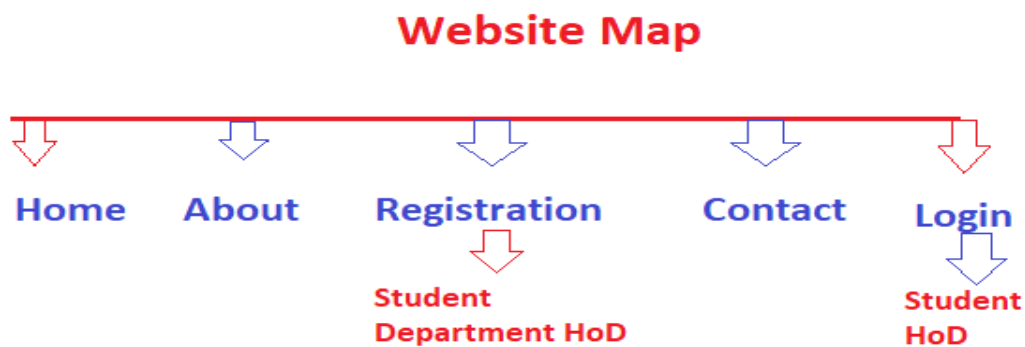 Website Map
Home About Registration Contact Login
Student
Department HoD
Student
HoD